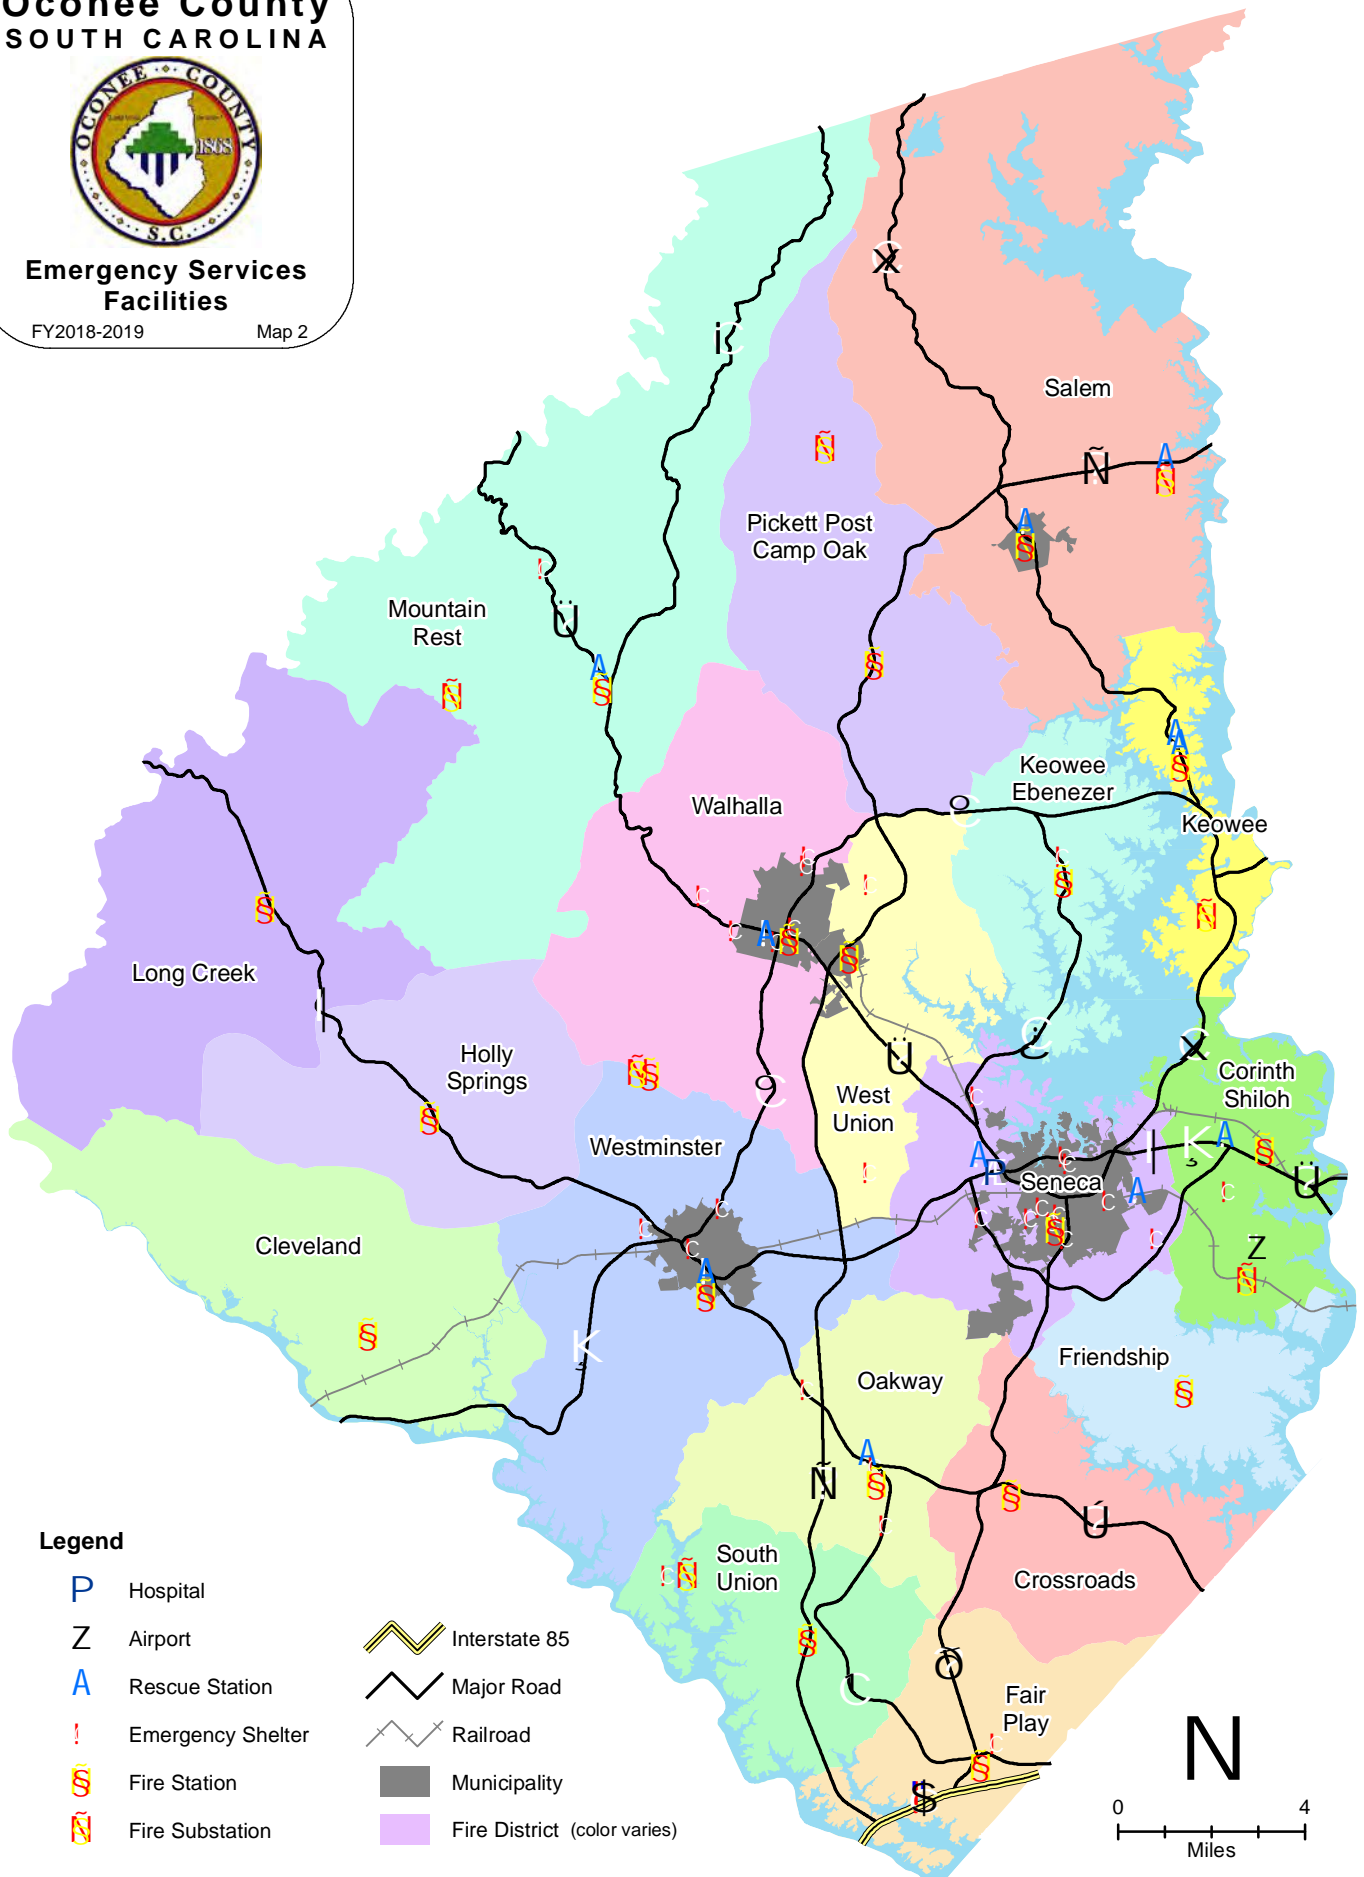 Oconee County
SOUTH CAROLINA
OCONEE COUNTY
1868
S.C.
Emergency Services
Facilities
FY2018-2019 Map 2
Salem
Pickett Post
Camp Oak
Mountain
Rest
Keowee
Ebenezer
Walhalla
Keowee
Long Creek
Holly
Springs
Corinth
Shiloh
West
Union
Westminster
Seneca
Cleveland
Friendship
Oakway
South
Union
Crossroads
Fair
Play
Legend
P Hospital
Z Airport
A Rescue Station
! Emergency Shelter
§ Fire Station
Ñ Fire Substation
Interstate 85
Major Road
Railroad
Municipality
Fire District (color varies)
N
0 4
Miles